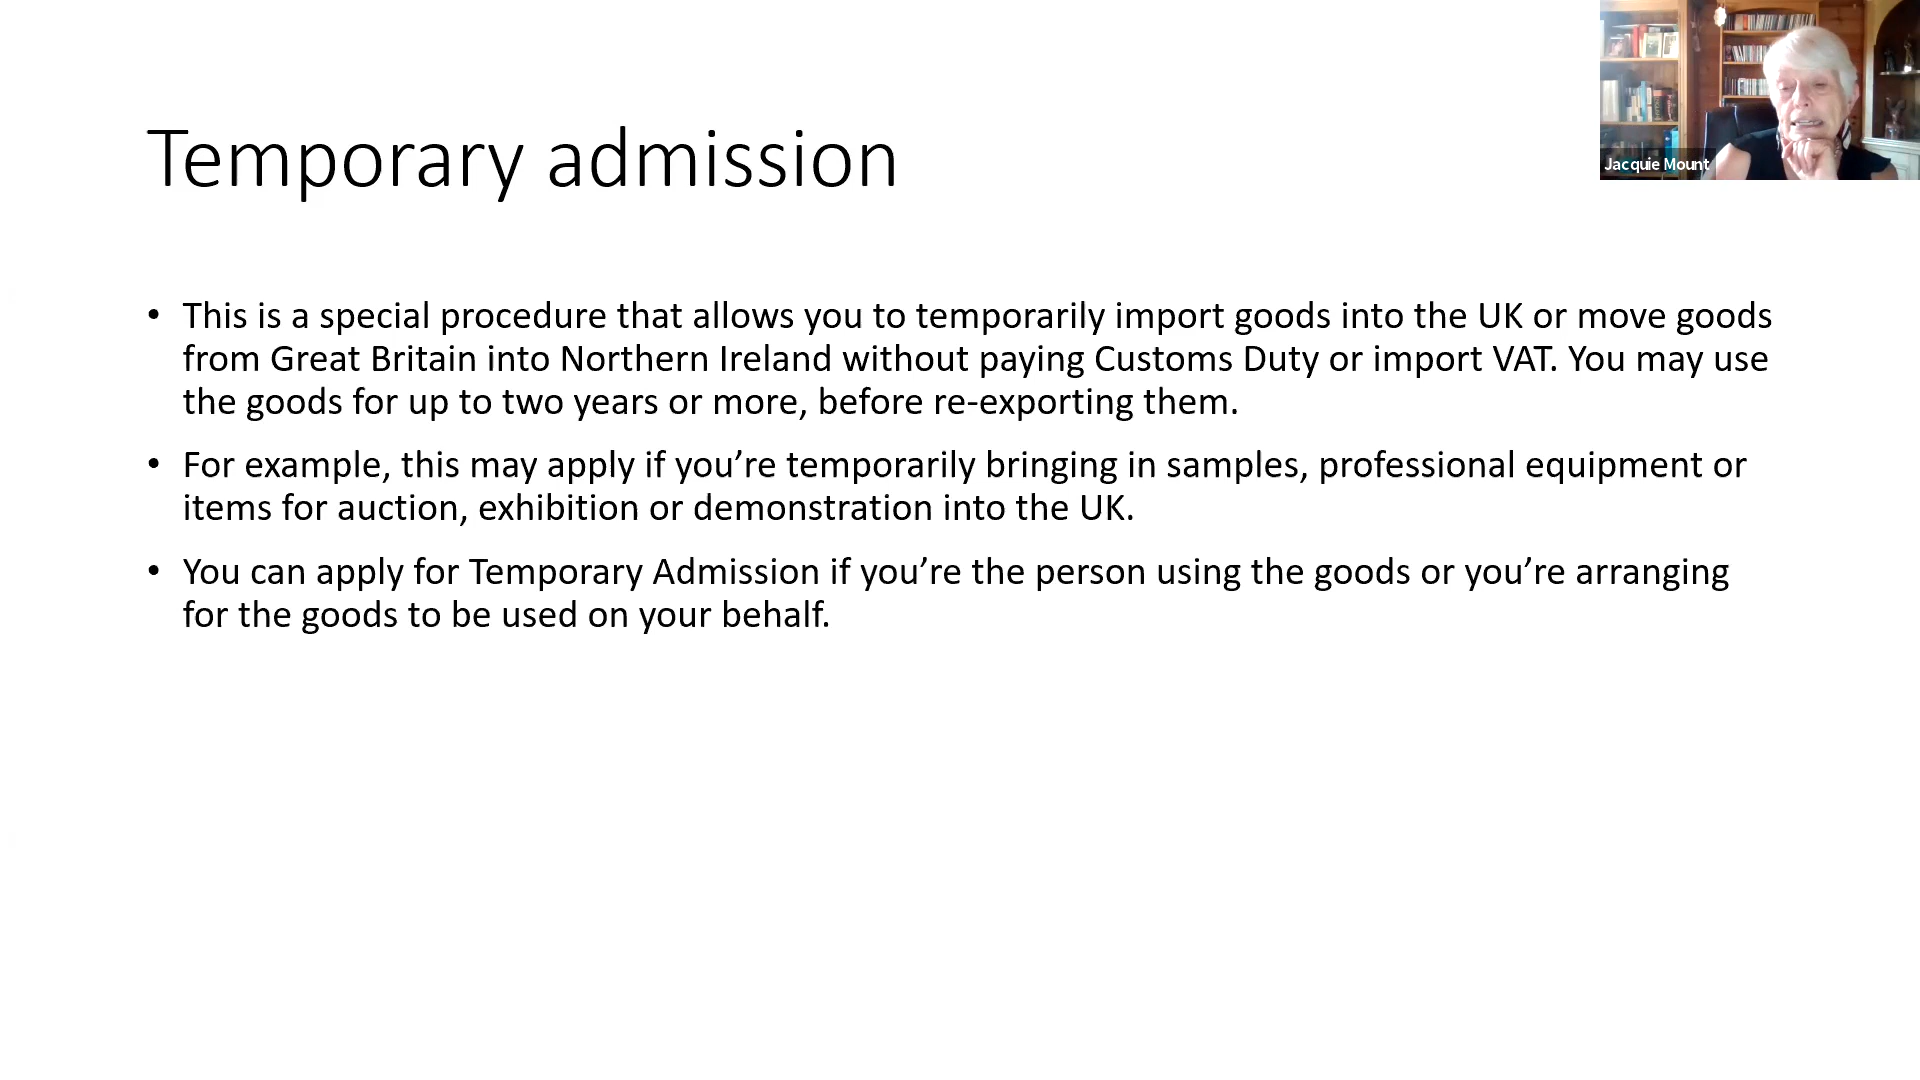 Temporary admission
Jacquie Mount
• This is a special procedure that allows you to temporarily import goods into the UK or move goods
from Great Britain into Northern Ireland without paying Customs Duty or import VAT. You may use
the goods for up to two years or more, before re-exporting them.
• For example, this may apply if you’re temporarily bringing in samples, professional equipment or
items for auction, exhibition or demonstration into the UK.
• You can apply for Temporary Admission if you’re the person using the goods or you’re arranging
for the goods to be used on your behalf.